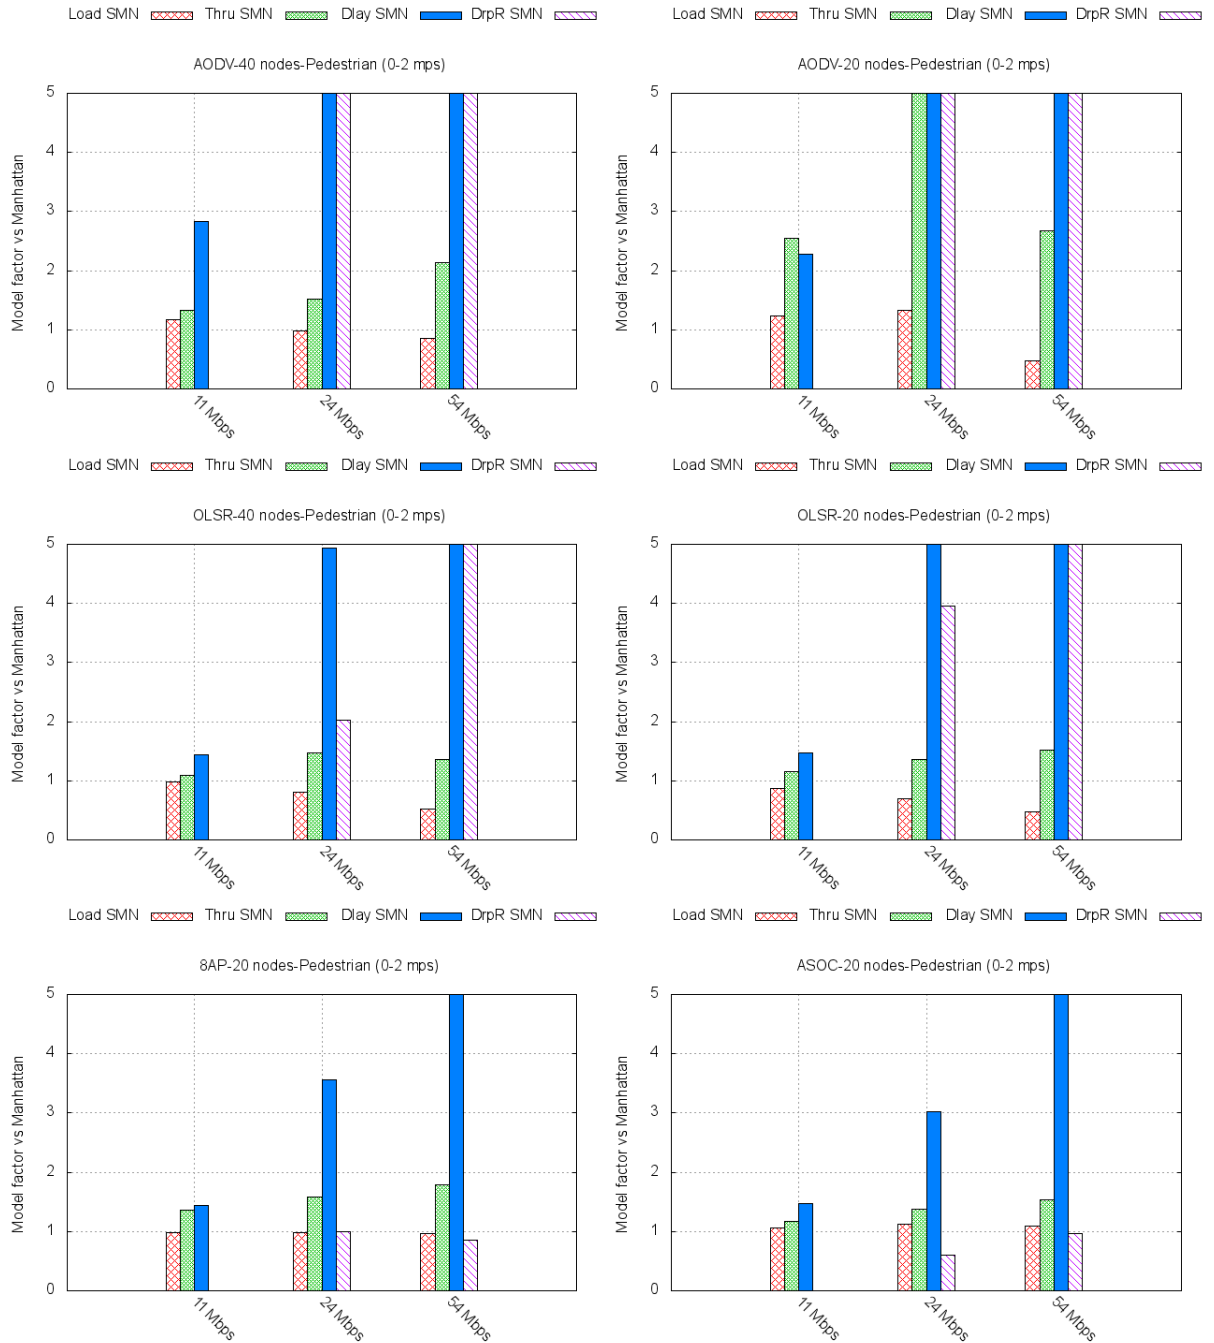 Load SMN Thru SMN Dlay SMN DrpR SMN
AODV-40 nodes-Pedestrian (0-2 mps)
Model factor vs Manhattan
5
4
3
2
1
0
11 Mbps
24 Mbps
54 Mbps
Load SMN Thru SMN Dlay SMN DrpR SMN
AODV-20 nodes-Pedestrian (0-2 mps)
Model factor vs Manhattan
5
4
3
2
1
0
11 Mbps
24 Mbps
54 Mbps
Load SMN Thru SMN Dlay SMN DrpR SMN
OLSR-40 nodes-Pedestrian (0-2 mps)
Model factor vs Manhattan
5
4
3
2
1
0
11 Mbps
24 Mbps
54 Mbps
Load SMN Thru SMN Dlay SMN DrpR SMN
OLSR-20 nodes-Pedestrian (0-2 mps)
Model factor vs Manhattan
5
4
3
2
1
0
11 Mbps
24 Mbps
54 Mbps
Load SMN Thru SMN Dlay SMN DrpR SMN
8AP-20 nodes-Pedestrian (0-2 mps)
Model factor vs Manhattan
5
4
3
2
1
0
11 Mbps
24 Mbps
54 Mbps
Load SMN Thru SMN Dlay SMN DrpR SMN
ASOC-20 nodes-Pedestrian (0-2 mps)
Model factor vs Manhattan
5
4
3
2
1
0
11 Mbps
24 Mbps
54 Mbps